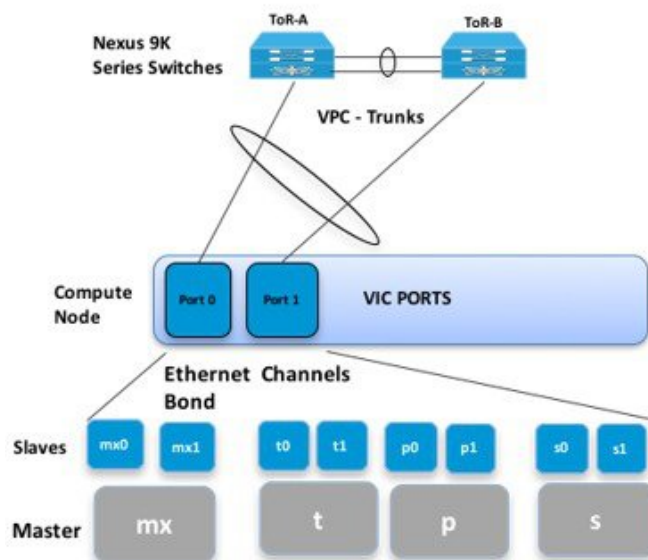 ToR-A
ToR-B
Nexus 9K
Series Switches
VPC - Trunks
Compute
Node
Port 0
Port 1
VIC PORTS
Ethernet Channels
Bond
Slaves
mx0
mx1
t0
t1
p0
p1
s0
s1
Master
mx
t
p
s